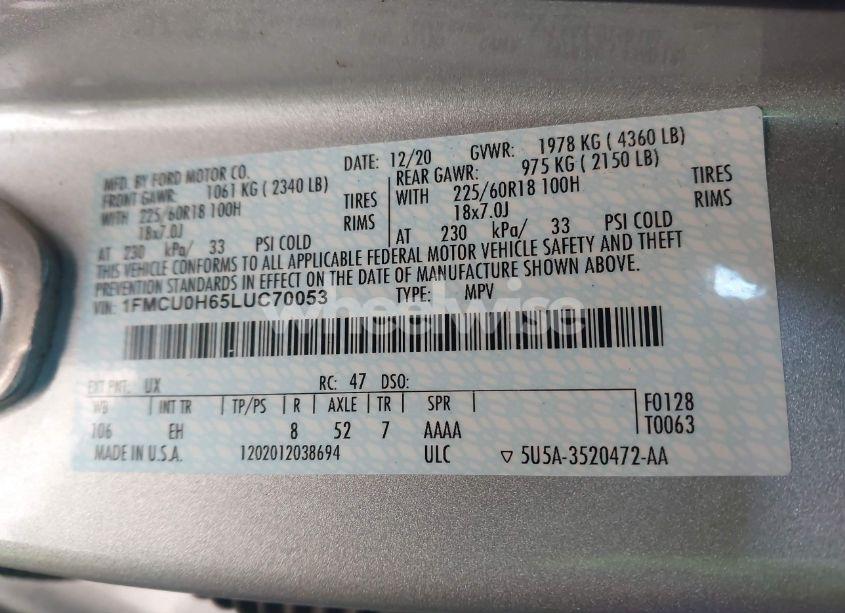 MFD. BY FORD MOTOR CO. DATE: 12/20 GVWR: 1978 KG ( 4360 LB)
FRONT GAWR: 1061 KG ( 2340 LB) REAR GAWR: 975 KG ( 2150 LB)
WITH 225/60R18 100H TIRES WITH 225/60R18 100H TIRES
18x7.0J RIMS 18x7.0J RIMS
AT 230 kPa/ 33 PSI COLD AT 230 kPa/ 33 PSI COLD
THIS VEHICLE CONFORMS TO ALL APPLICABLE FEDERAL MOTOR VEHICLE SAFETY AND THEFT
PREVENTION STANDARDS IN EFFECT ON THE DATE OF MANUFACTURE SHOWN ABOVE.
VIN: 1FMCU0H65LUC70053 TYPE: MPV
wheelwise
EXT PNT: UX RC: 47 DSO:
WB INT TR TP/PS R AXLE TR SPR F0128
106 EH 8 52 7 AAAA T0063
MADE IN U.S.A. 1202012038694 ULC ▽ 5U5A-3520472-AA